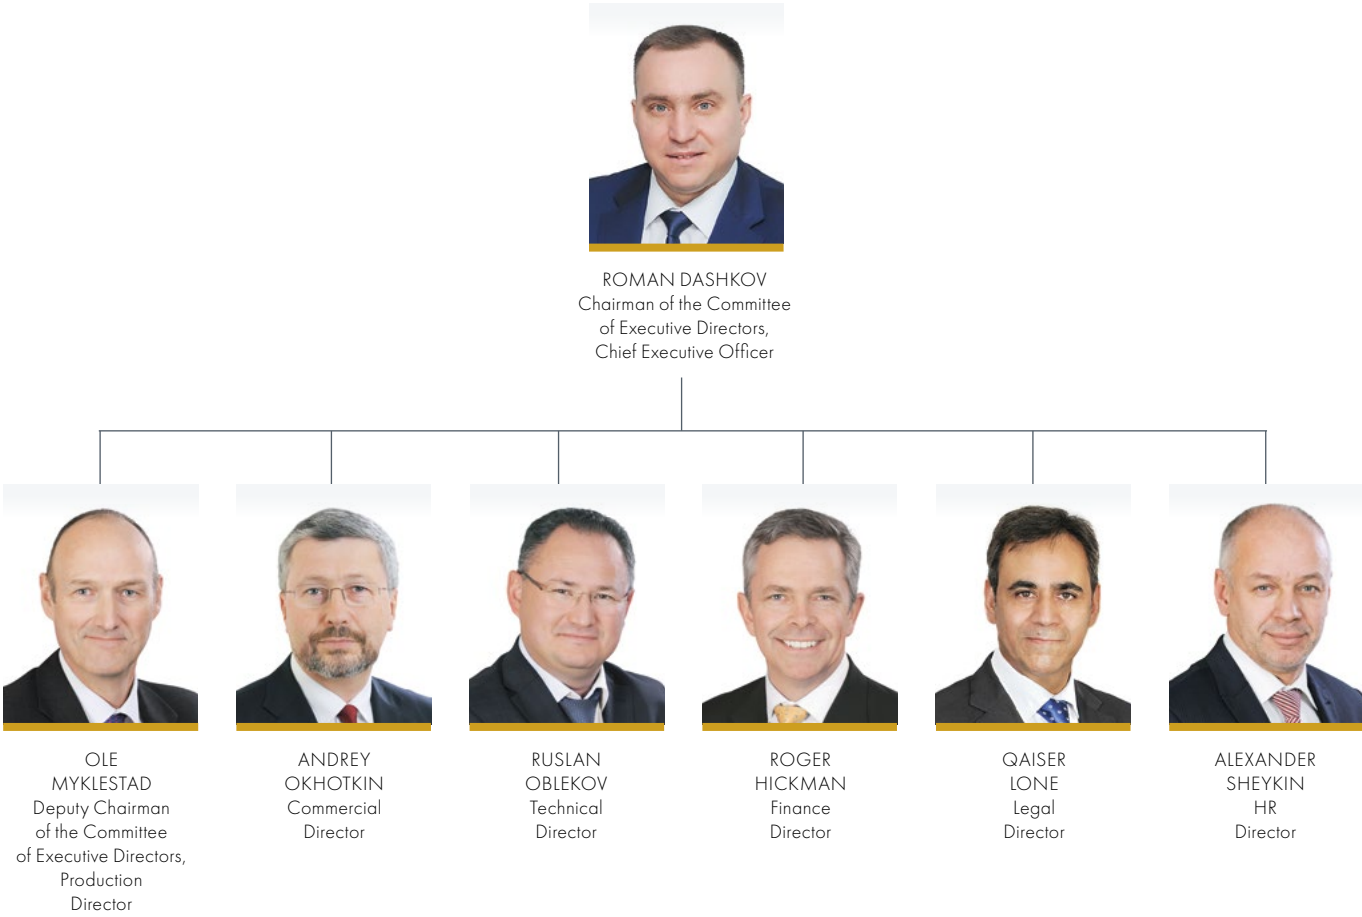 ROMAN DASHKOV
Chairman of the Committee
of Executive Directors,
Chief Executive Officer
OLE
MYKLESTAD
Deputy Chairman
of the Committee
of Executive Directors,
Production
Director
ANDREY
OKHOTKIN
Commercial
Director
RUSLAN
OBLEKOV
Technical
Director
ROGER
HICKMAN
Finance
Director
QAISER
LONE
Legal
Director
ALEXANDER
SHEYKIN
HR
Director